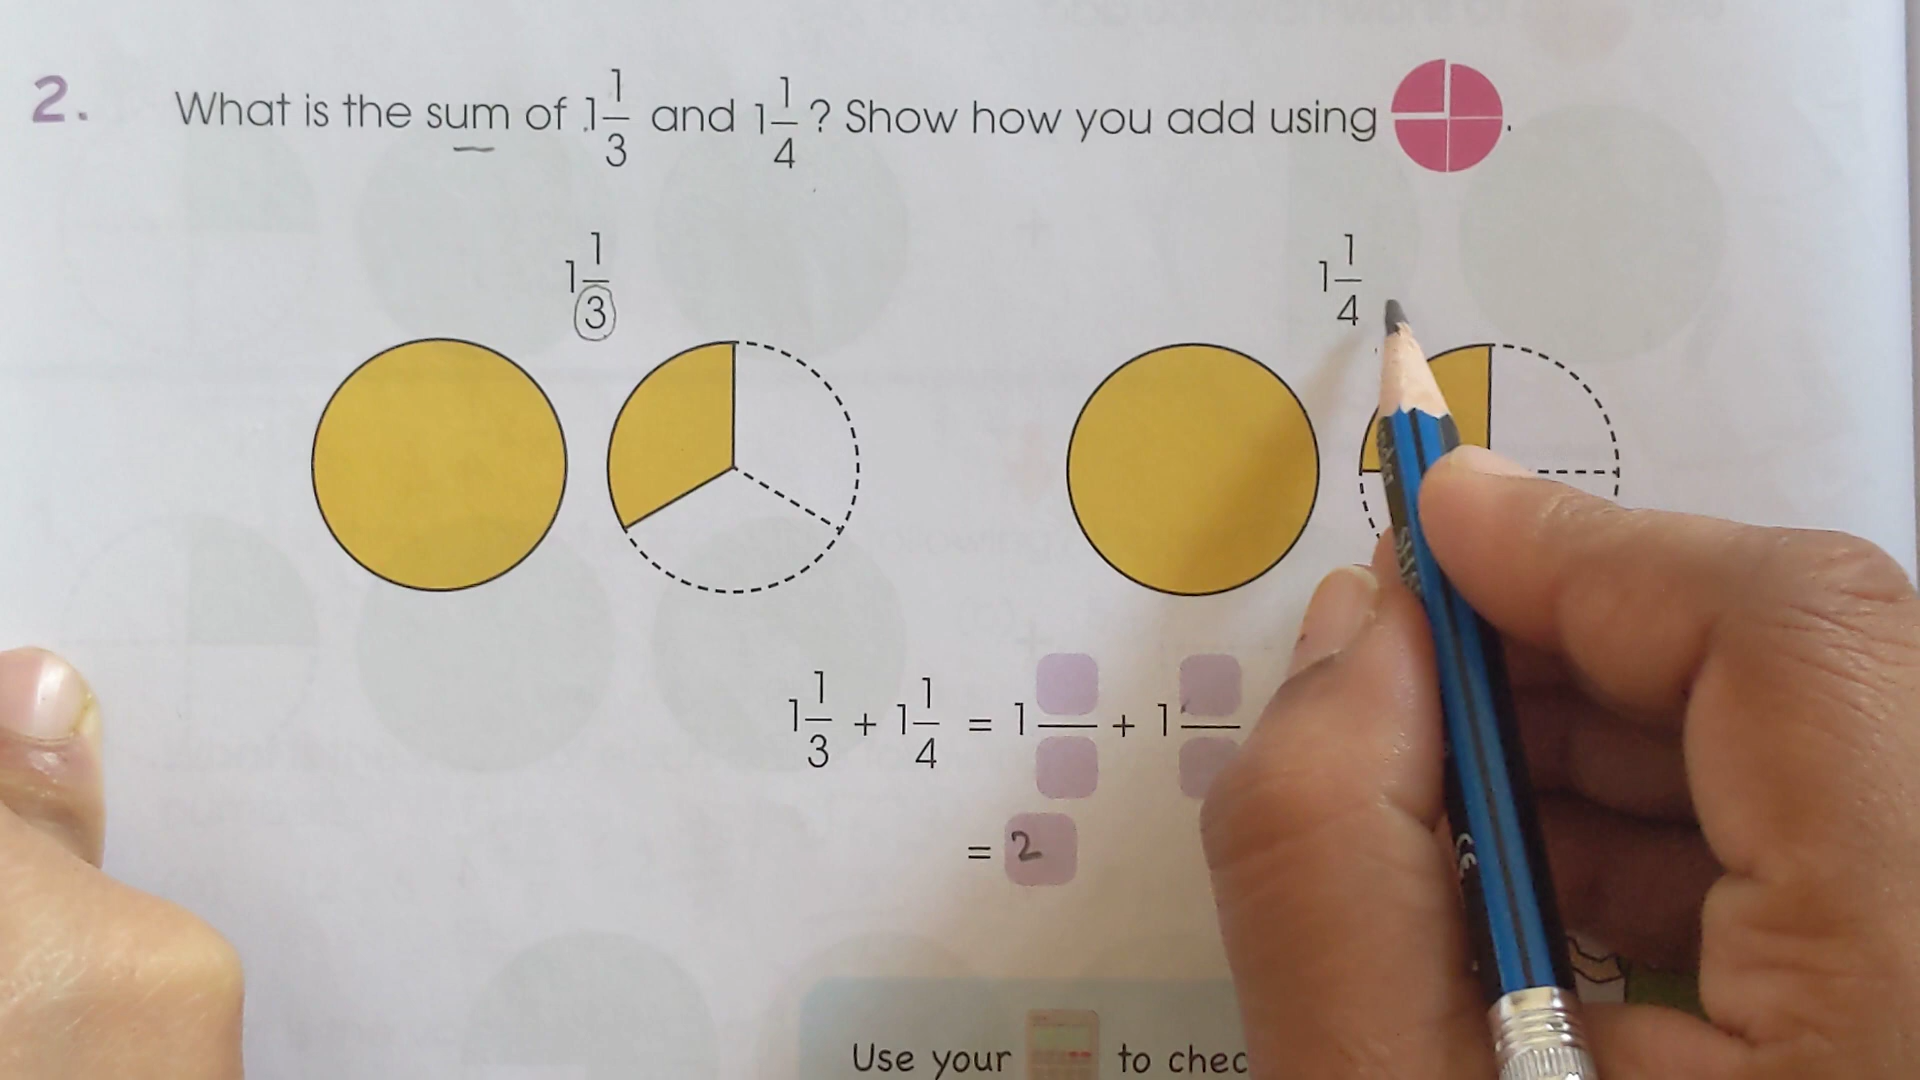 2. What is the sum of 1 1/3 and 1 1/4 ? Show how you add using .
1 1/3
1 1/4
1 1/3 + 1 1/4 = 1 + 1
= 2
Use your to chec